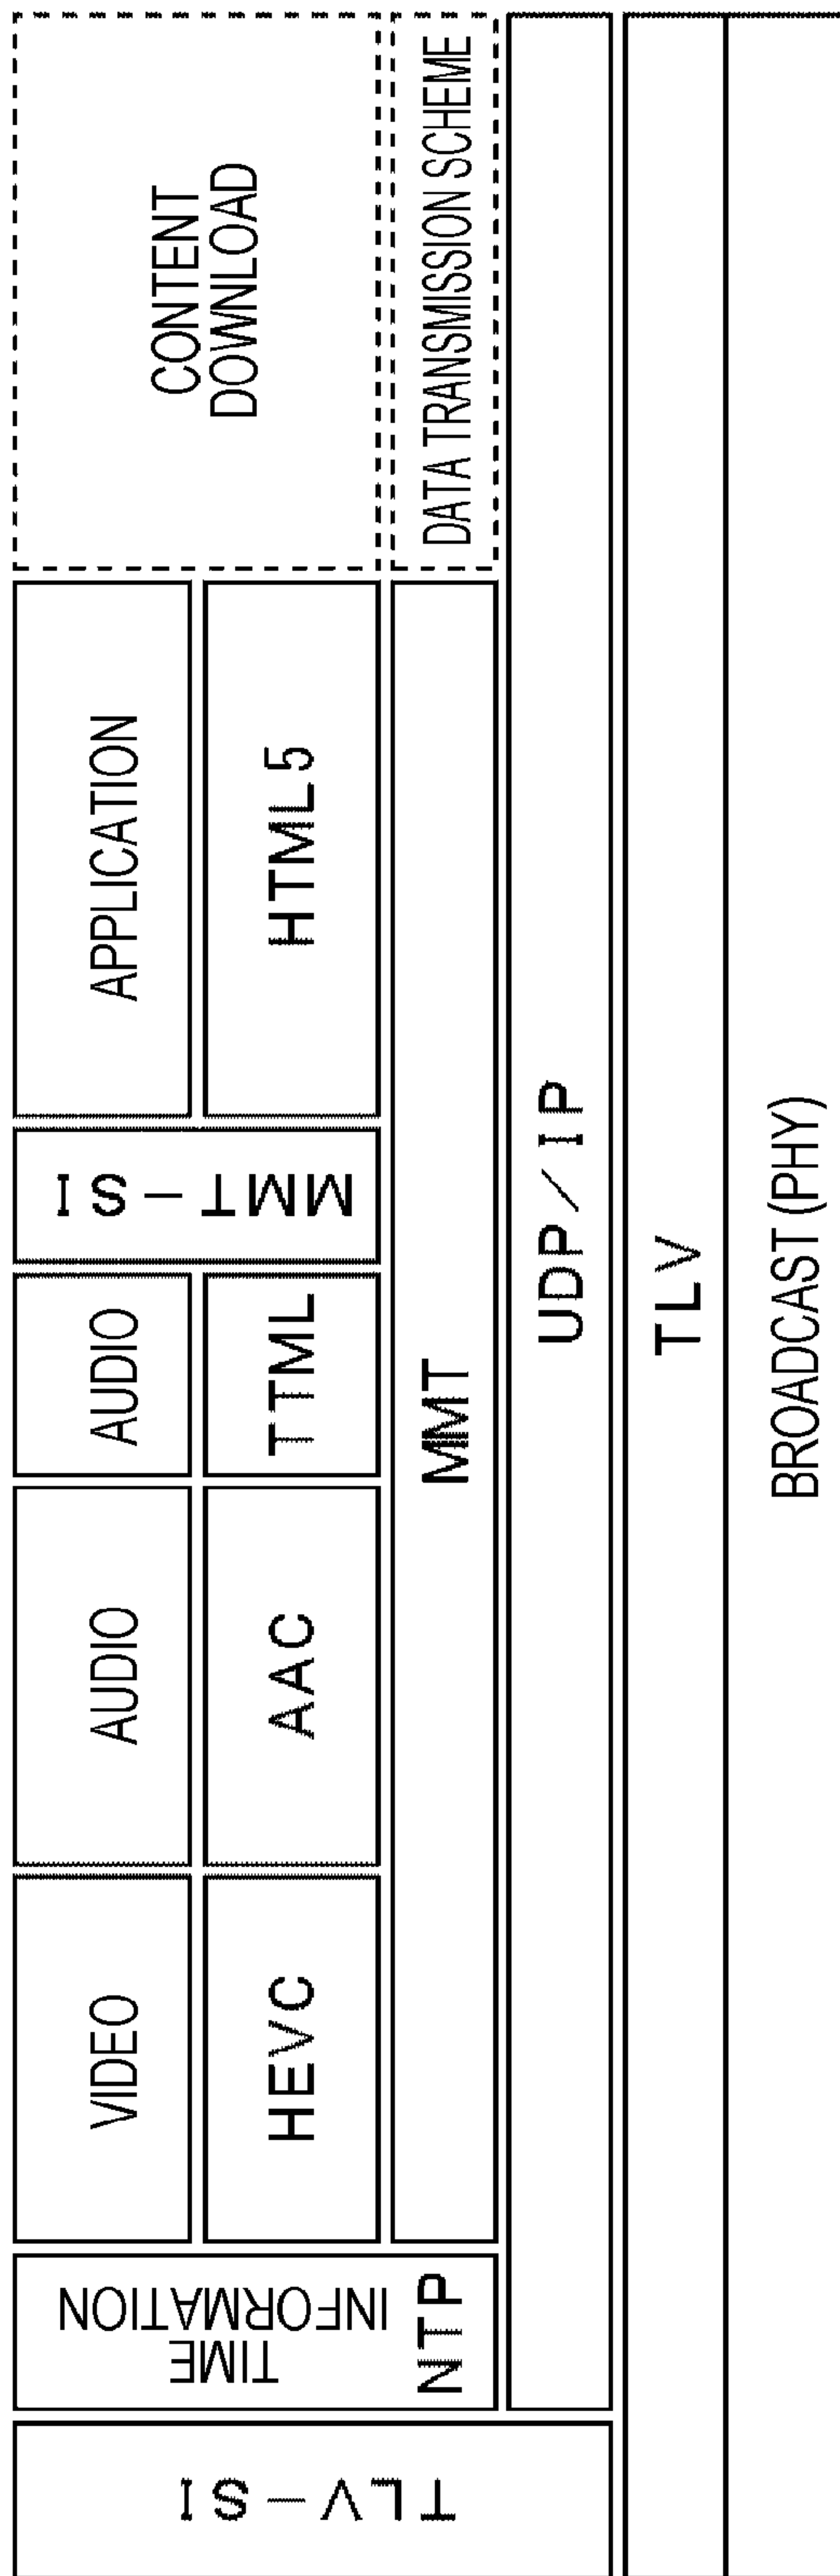 TLV-SI
TIME
INFORMATION
NTP
VIDEO
HEVC
AUDIO
AAC
AUDIO
TTML
MMT-SI
APPLICATION
HTML5
CONTENT
DOWNLOAD
MMT
DATA TRANSMISSION SCHEME
UDP/IP
TLV
BROADCAST (PHY)